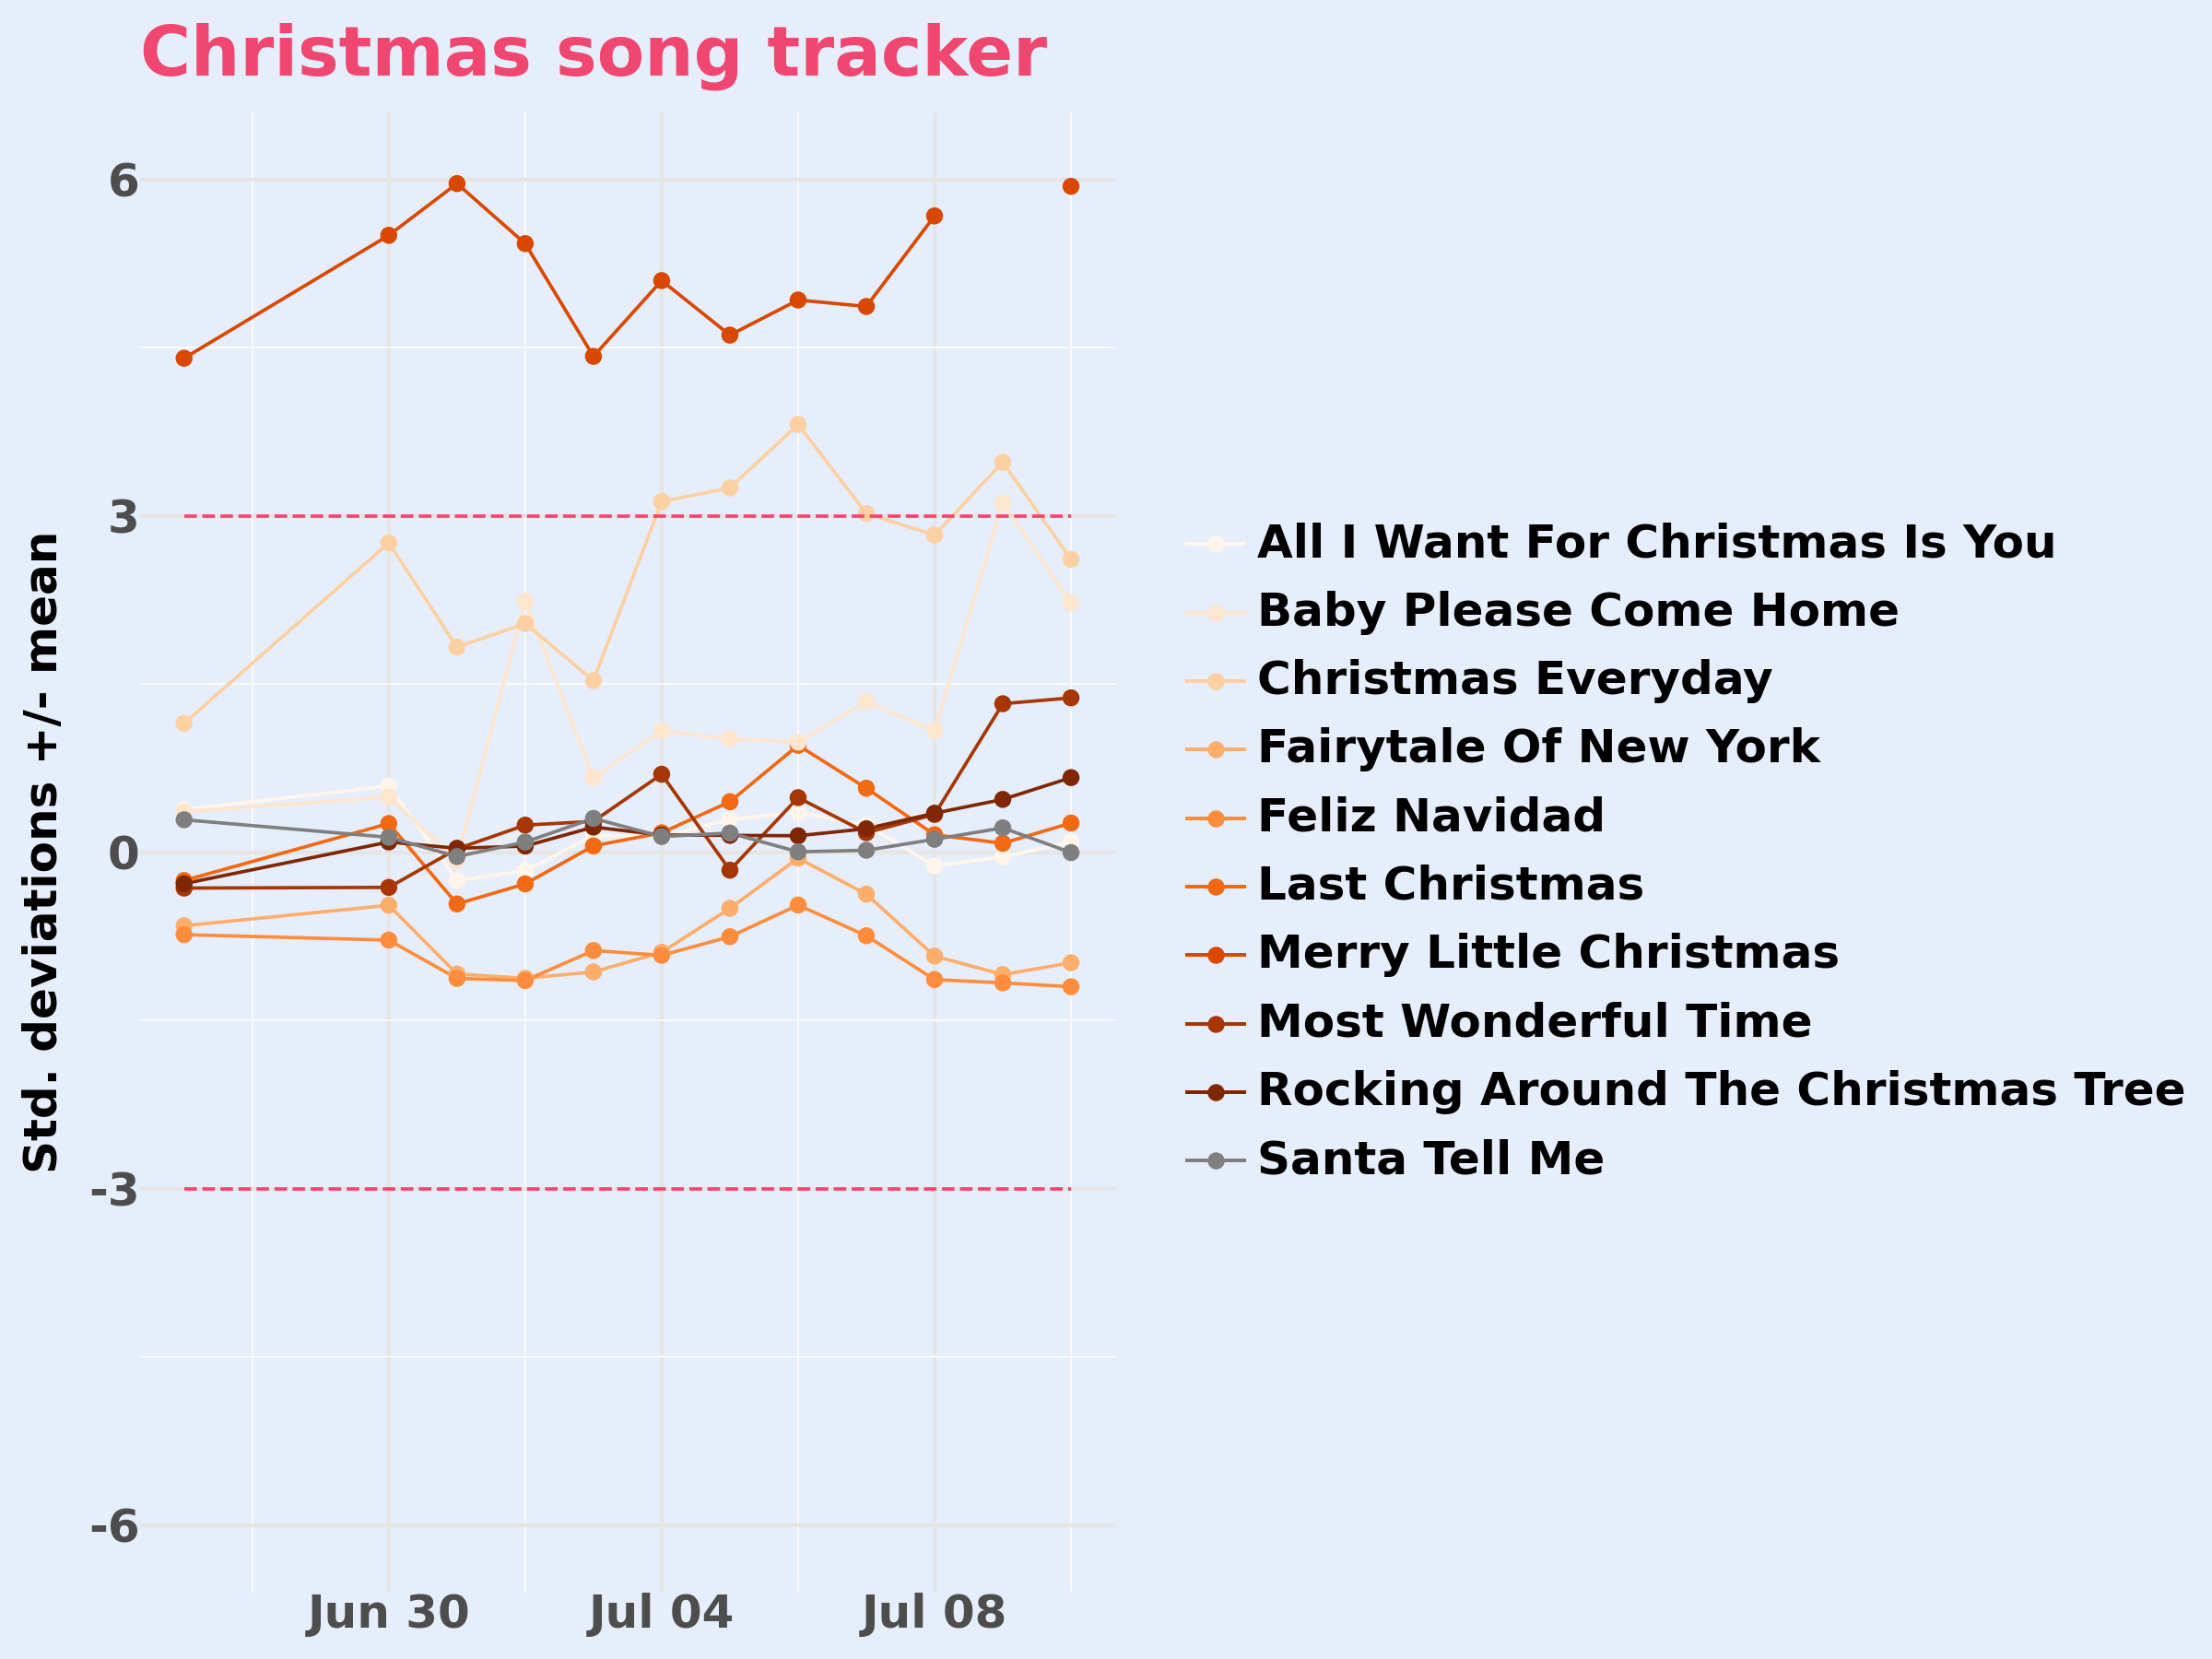 Christmas song tracker
Std. deviations +/- mean
6
3
0
-3
-6
Jun 30
Jul 04
Jul 08
All I Want For Christmas Is You
Baby Please Come Home
Christmas Everyday
Fairytale Of New York
Feliz Navidad
Last Christmas
Merry Little Christmas
Most Wonderful Time
Rocking Around The Christmas Tree
Santa Tell Me